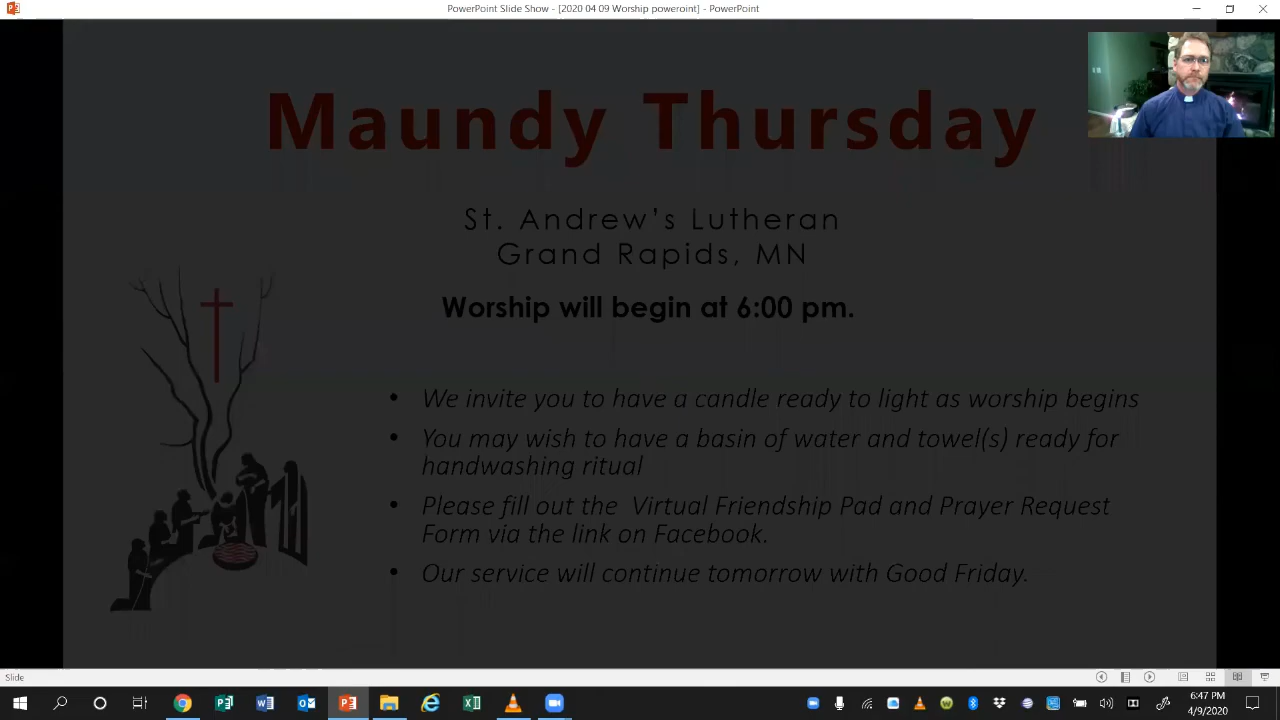 PowerPoint Slide Show - [2020 04 09 Worship poweroint] - PowerPoint
Maundy Thursday
St. Andrew's Lutheran
Grand Rapids, MN
Worship will begin at 6:00 pm.
• We invite you to have a candle ready to light as worship begins
• You may wish to have a basin of water and towel(s) ready for
handwashing ritual
• Please fill out the  Virtual Friendship Pad and Prayer Request
Form via the link on Facebook.
• Our service will continue tomorrow with Good Friday.
Slide
6:47 PM
4/9/2020